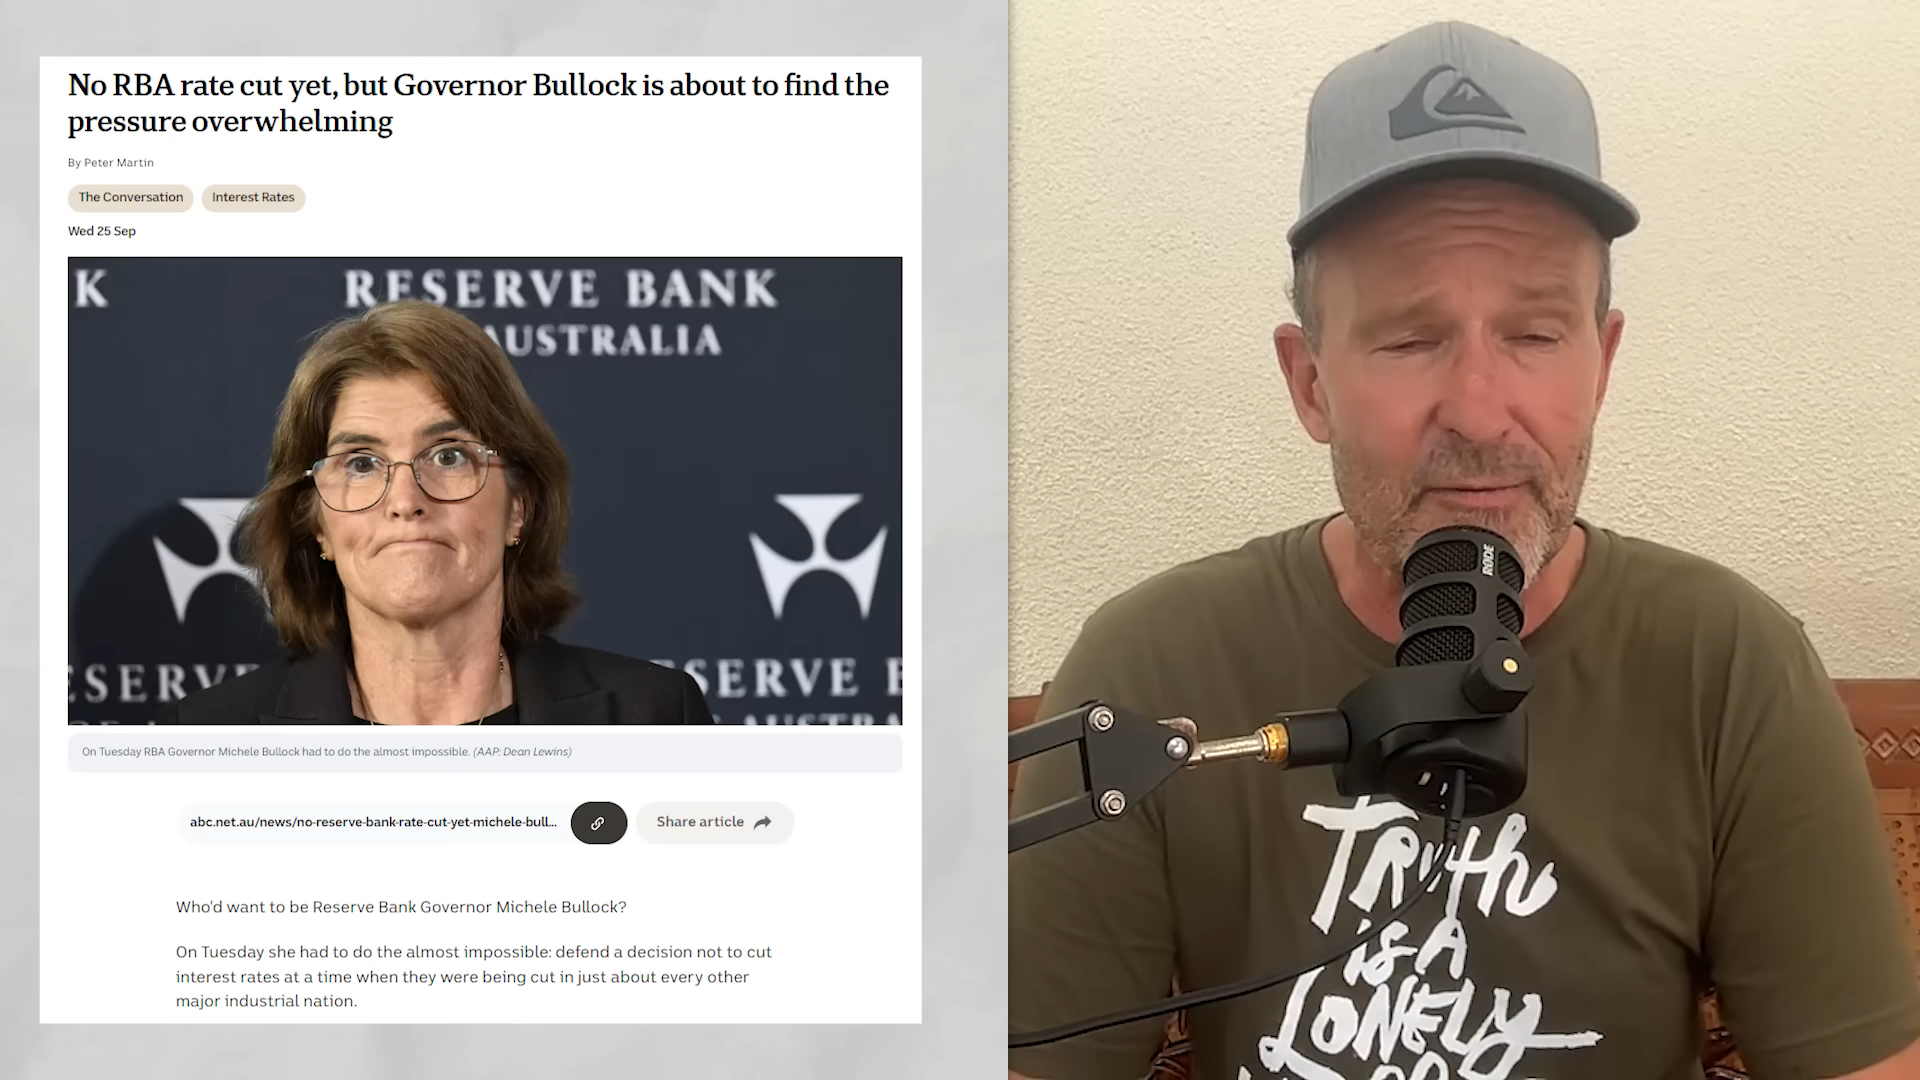 No RBA rate cut yet, but Governor Bullock is about to find the
pressure overwhelming
By Peter Martin
The Conversation
Interest Rates
Wed 25 Sep
K
RESERVE BANK
AUSTRALIA
ESERV
SERVE
On Tuesday RBA Governor Michele Bullock had to do the almost impossible. (AAP: Dean Lewins)
abc.net.au/news/no-reserve-bank-rate-cut-yet-michele-bull...
Share article
Who'd want to be Reserve Bank Governor Michele Bullock?
On Tuesday she had to do the almost impossible: defend a decision not to cut
interest rates at a time when they were being cut in just about every other
major industrial nation.
RODE
TRUTH
IS A
LONELY